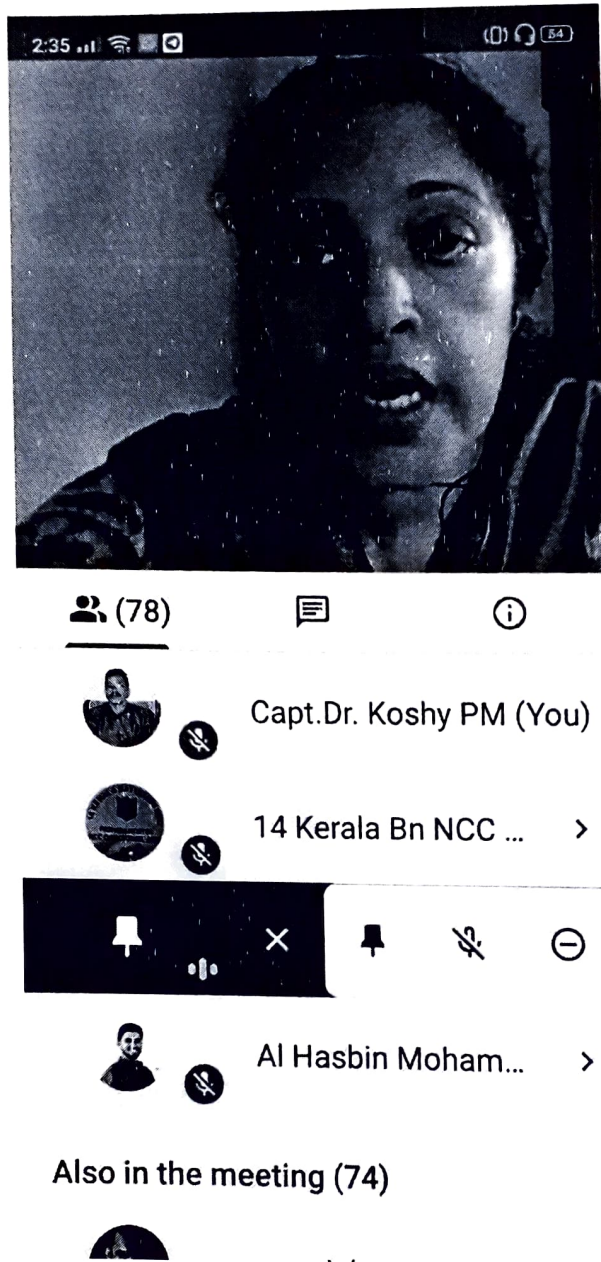 2:35
54
(78)
Capt.Dr. Koshy PM (You)
14 Kerala Bn NCC ...
Al Hasbin Moham...
Also in the meeting (74)